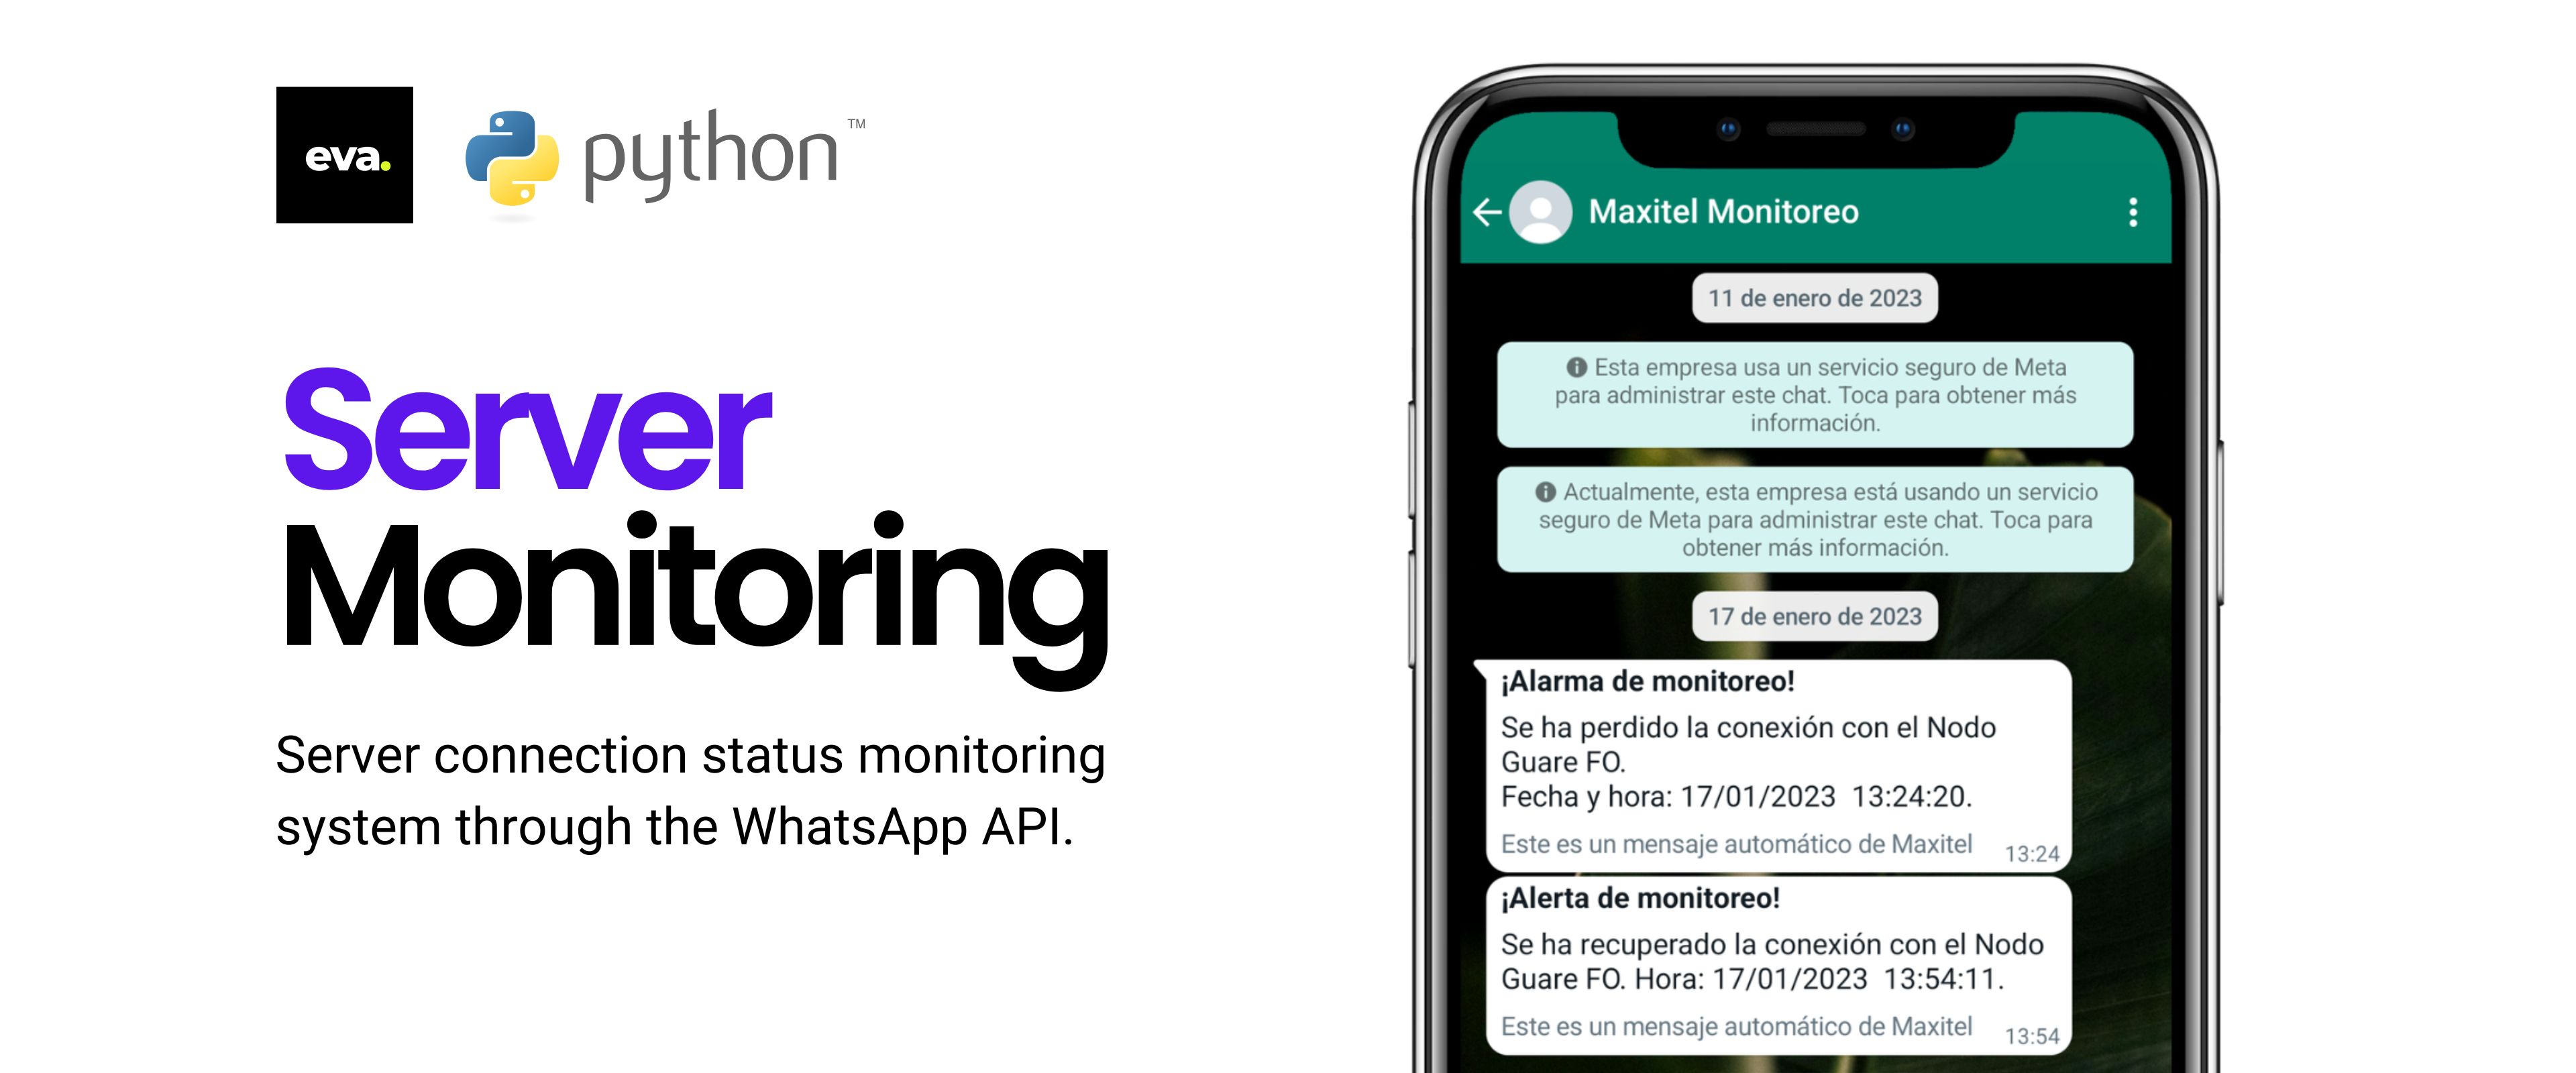 eva.
python™
Server
Monitoring
Server connection status monitoring
system through the WhatsApp API.
Maxitel Monitoreo
11 de enero de 2023
Esta empresa usa un servicio seguro de Meta
para administrar este chat. Toca para obtener más
información.
Actualmente, esta empresa está usando un servicio
seguro de Meta para administrar este chat. Toca para
obtener más información.
17 de enero de 2023
¡Alarma de monitoreo!
Se ha perdido la conexión con el Nodo
Guare FO.
Fecha y hora: 17/01/2023  13:24:20.
Este es un mensaje automático de Maxitel
13:24
¡Alerta de monitoreo!
Se ha recuperado la conexión con el Nodo
Guare FO. Hora: 17/01/2023  13:54:11.
Este es un mensaje automático de Maxitel
13:54